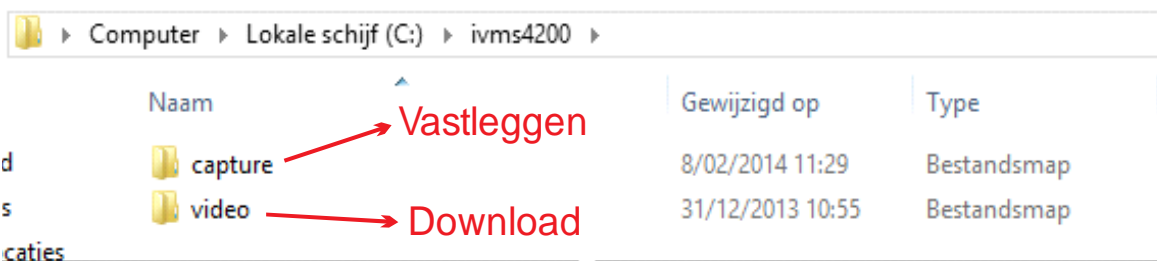 Computer Lokale schijf (C:) ivms4200
Naam Gewijzigd op Type
Vastleggen
d capture 8/02/2014 11:29 Bestandsmap
s video 31/12/2013 10:55 Bestandsmap
Download
caties